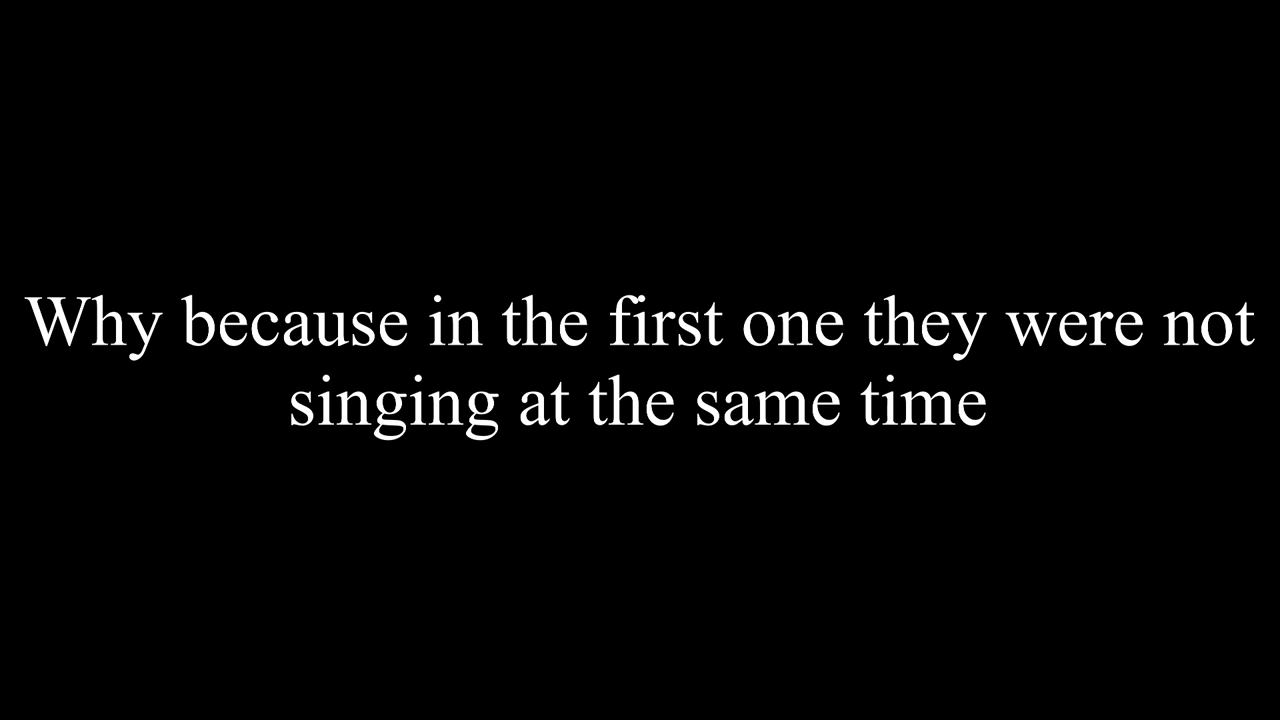 Why because in the first one they were not
singing at the same time